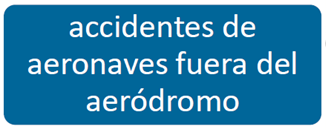 accidentes de
aeronaves fuera del
aeródromo